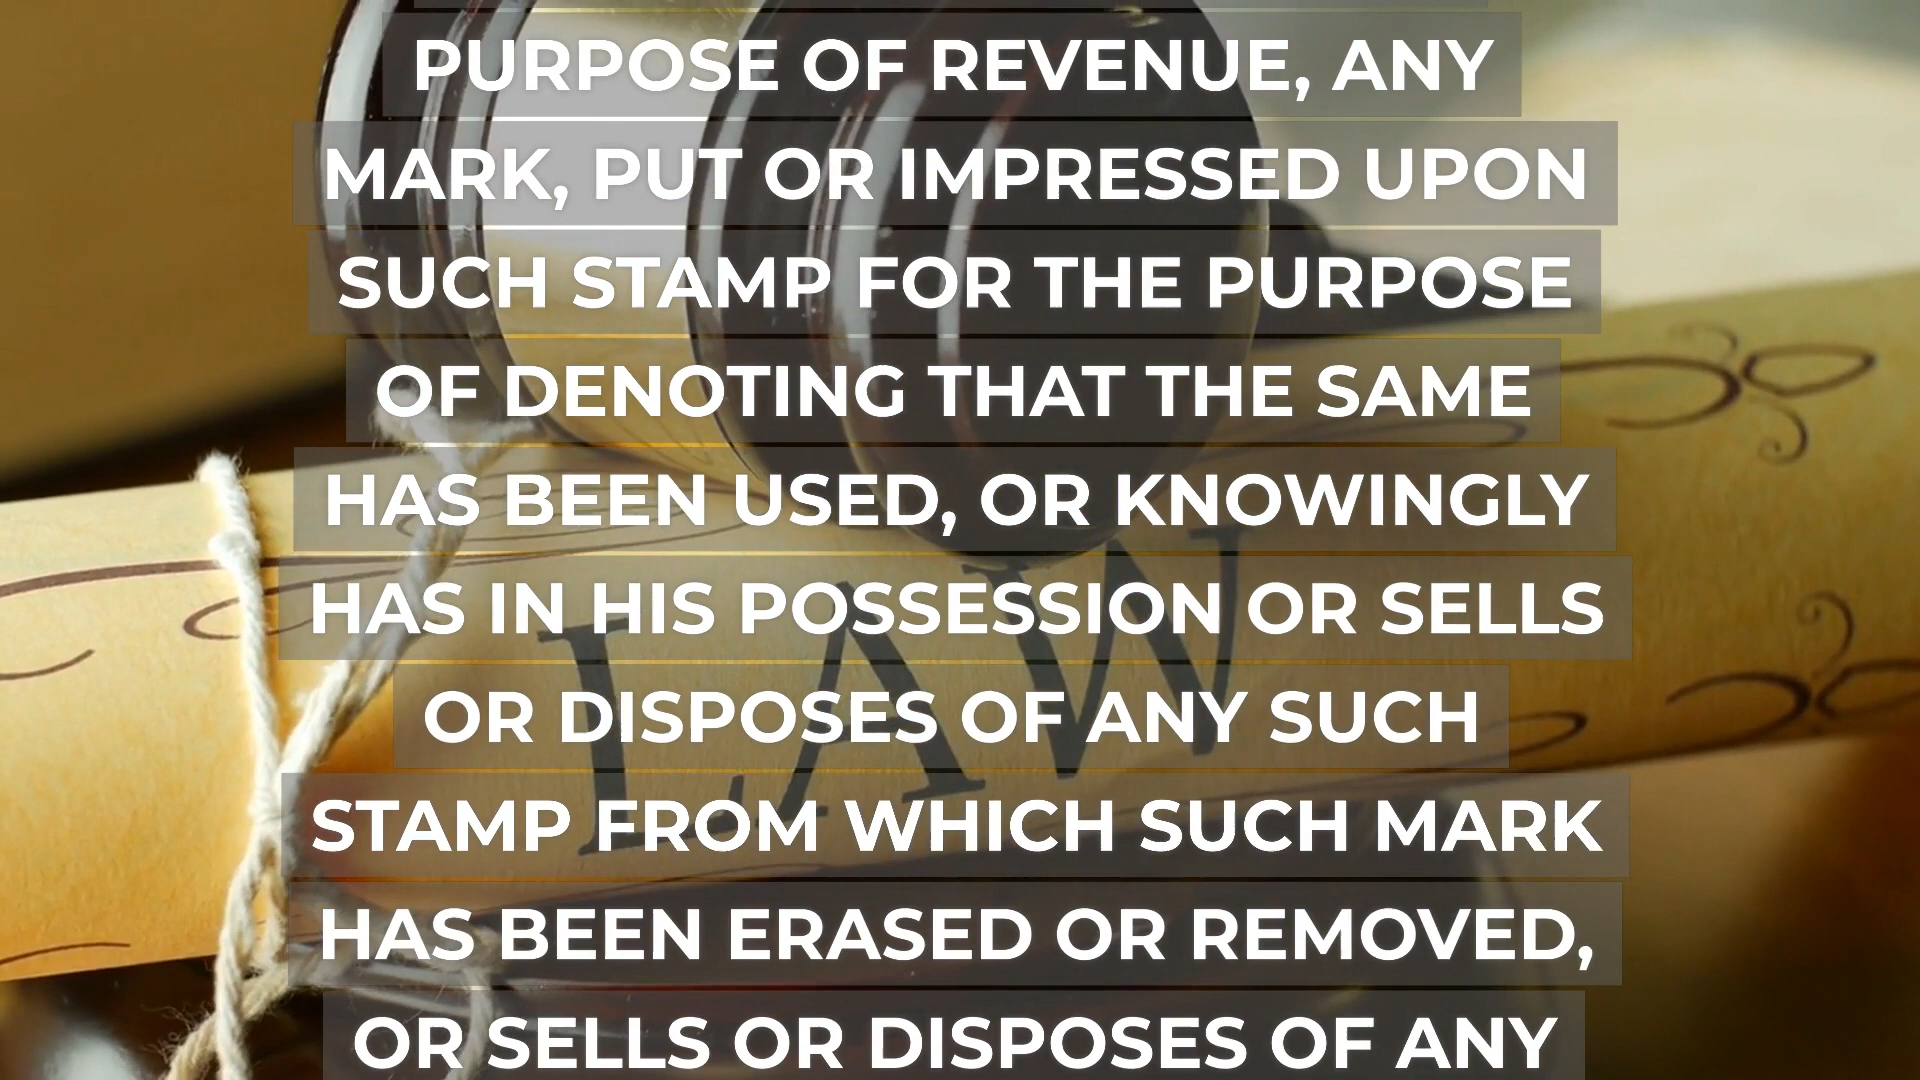 PURPOSE OF REVENUE, ANY
MARK, PUT OR IMPRESSED UPON
SUCH STAMP FOR THE PURPOSE
OF DENOTING THAT THE SAME
HAS BEEN USED, OR KNOWINGLY
HAS IN HIS POSSESSION OR SELLS
OR DISPOSES OF ANY SUCH
STAMP FROM WHICH SUCH MARK
HAS BEEN ERASED OR REMOVED,
OR SELLS OR DISPOSES OF ANY
LAW